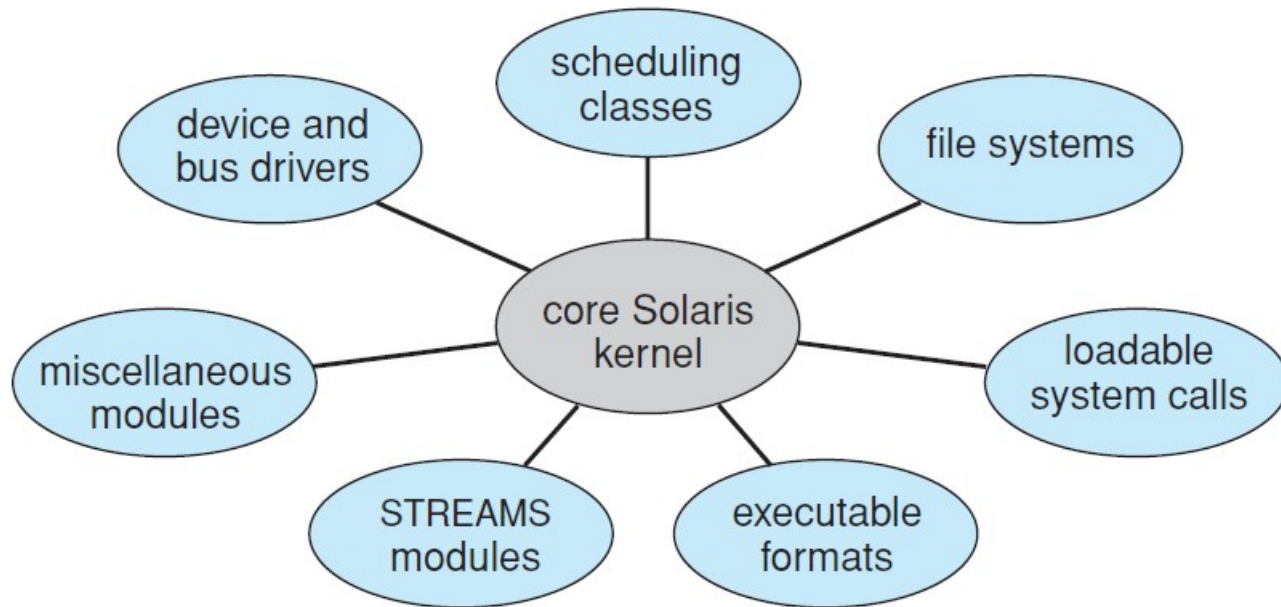 scheduling
classes
device and
bus drivers
file systems
core Solaris
kernel
miscellaneous
modules
loadable
system calls
STREAMS
modules
executable
formats